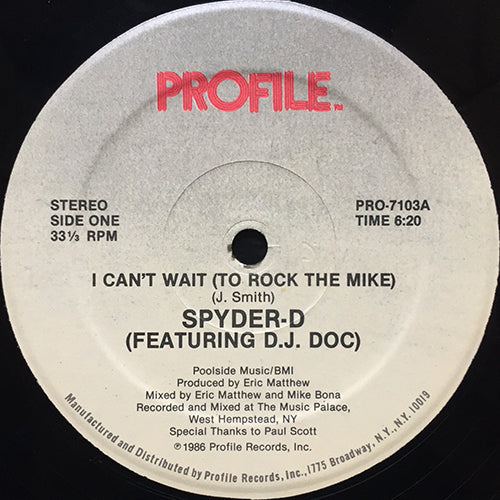 PROFILE™
STEREO
SIDE ONE
33⅓ RPM
PRO-7103A
TIME 6:20
I CAN'T WAIT (TO ROCK THE MIKE)
(J. Smith)
SPYDER-D
(FEATURING D.J. DOC)
Poolside Music/BMI
Produced by Eric Matthew
Mixed by Eric Matthew and Mike Bona
Recorded and Mixed at The Music Palace,
West Hempstead, NY
Special Thanks to Paul Scott
℗1986 Profile Records, Inc.
Manufactured and Distributed by Profile Records, Inc., 1775 Broadway, N.Y., N.Y. 10019